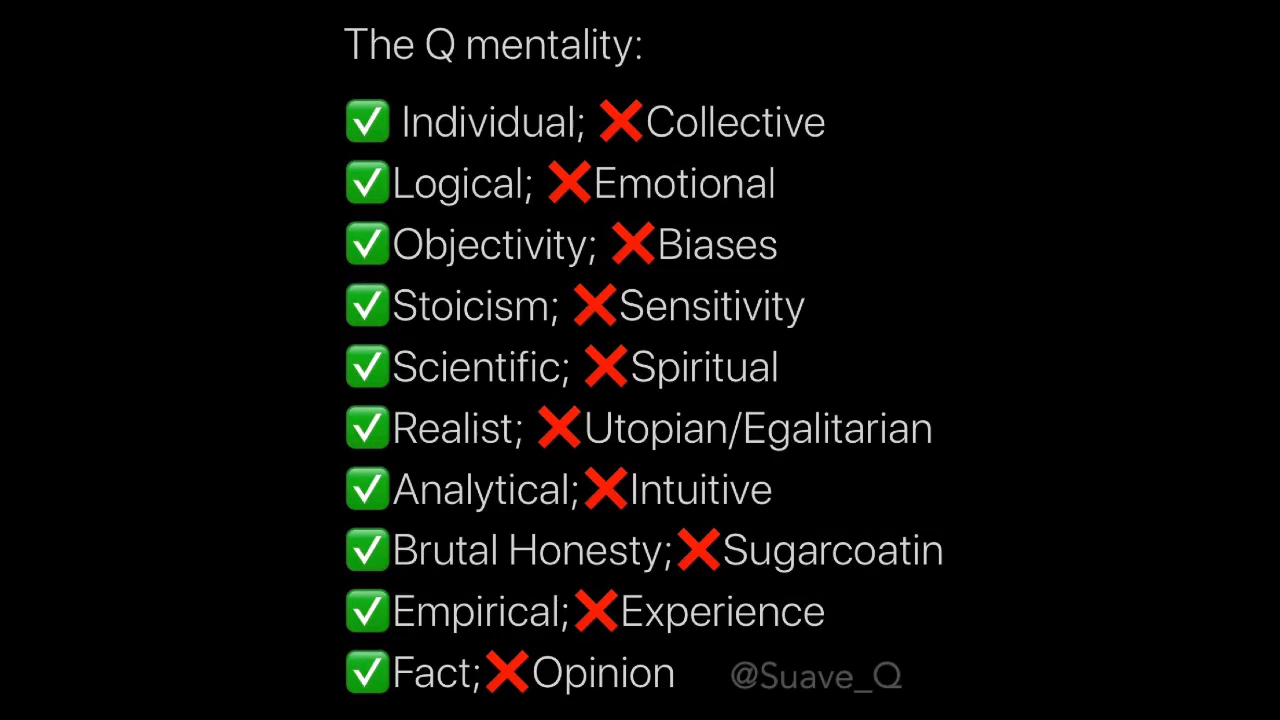 The Q mentality:
✅ Individual; ❌Collective
✅Logical; ❌Emotional
✅Objectivity; ❌Biases
✅Stoicism; ❌Sensitivity
✅Scientific; ❌Spiritual
✅Realist; ❌Utopian/Egalitarian
✅Analytical;❌Intuitive
✅Brutal Honesty;❌Sugarcoatin
✅Empirical;❌Experience
✅Fact;❌Opinion @Suave_Q